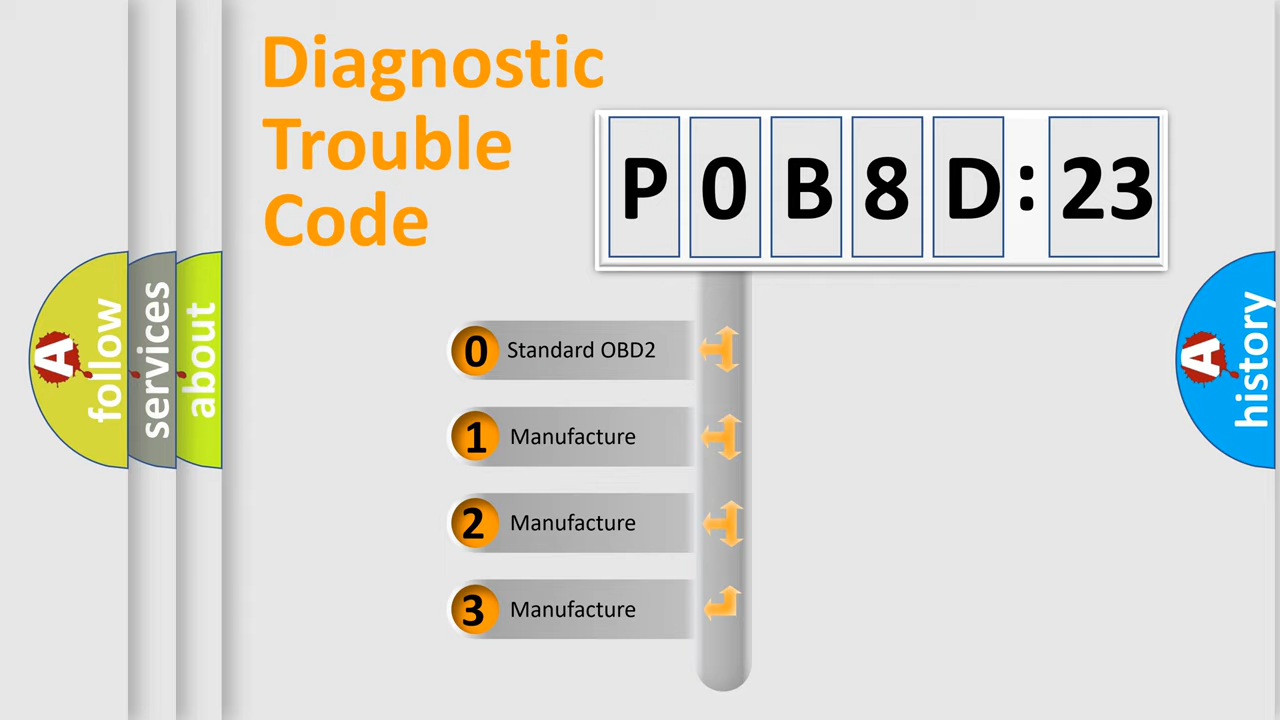 Diagnostic
Trouble
Code
P 0 B 8 D : 23
0 Standard OBD2
1 Manufacture
2 Manufacture
3 Manufacture
A follow
services
about
A history